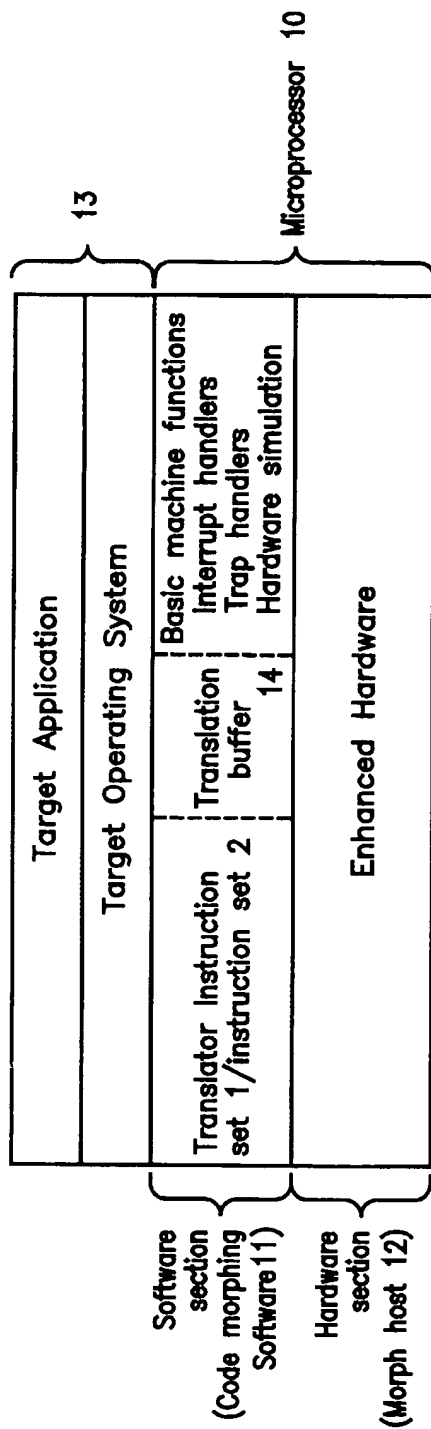 Target Application
Target Operating System
13
Software
section
(Code morphing
Software11)
Translator Instruction
set 1/instruction set 2
Translation
buffer
14
Basic machine functions
Interrupt handlers
Trap handlers
Hardware simulation
Microprocessor 10
Hardware
section
(Morph host 12)
Enhanced Hardware